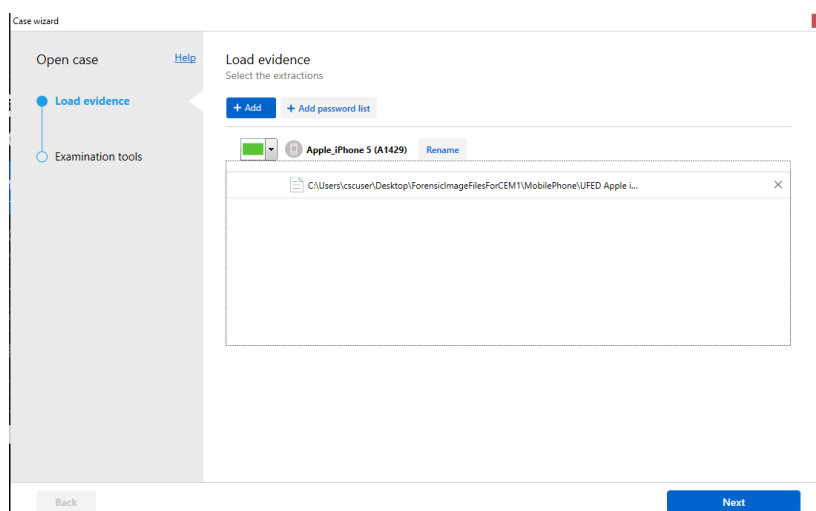 Case wizard
Open case
Help
Load evidence
Examination tools
Load evidence
Select the extractions
+ Add
+ Add password list
Apple_iPhone 5 (A1429)
Rename
C:\Users\cscuser\Desktop\ForensicImageFilesForCEM1\MobilePhone\UFED Apple i...
Back
Next